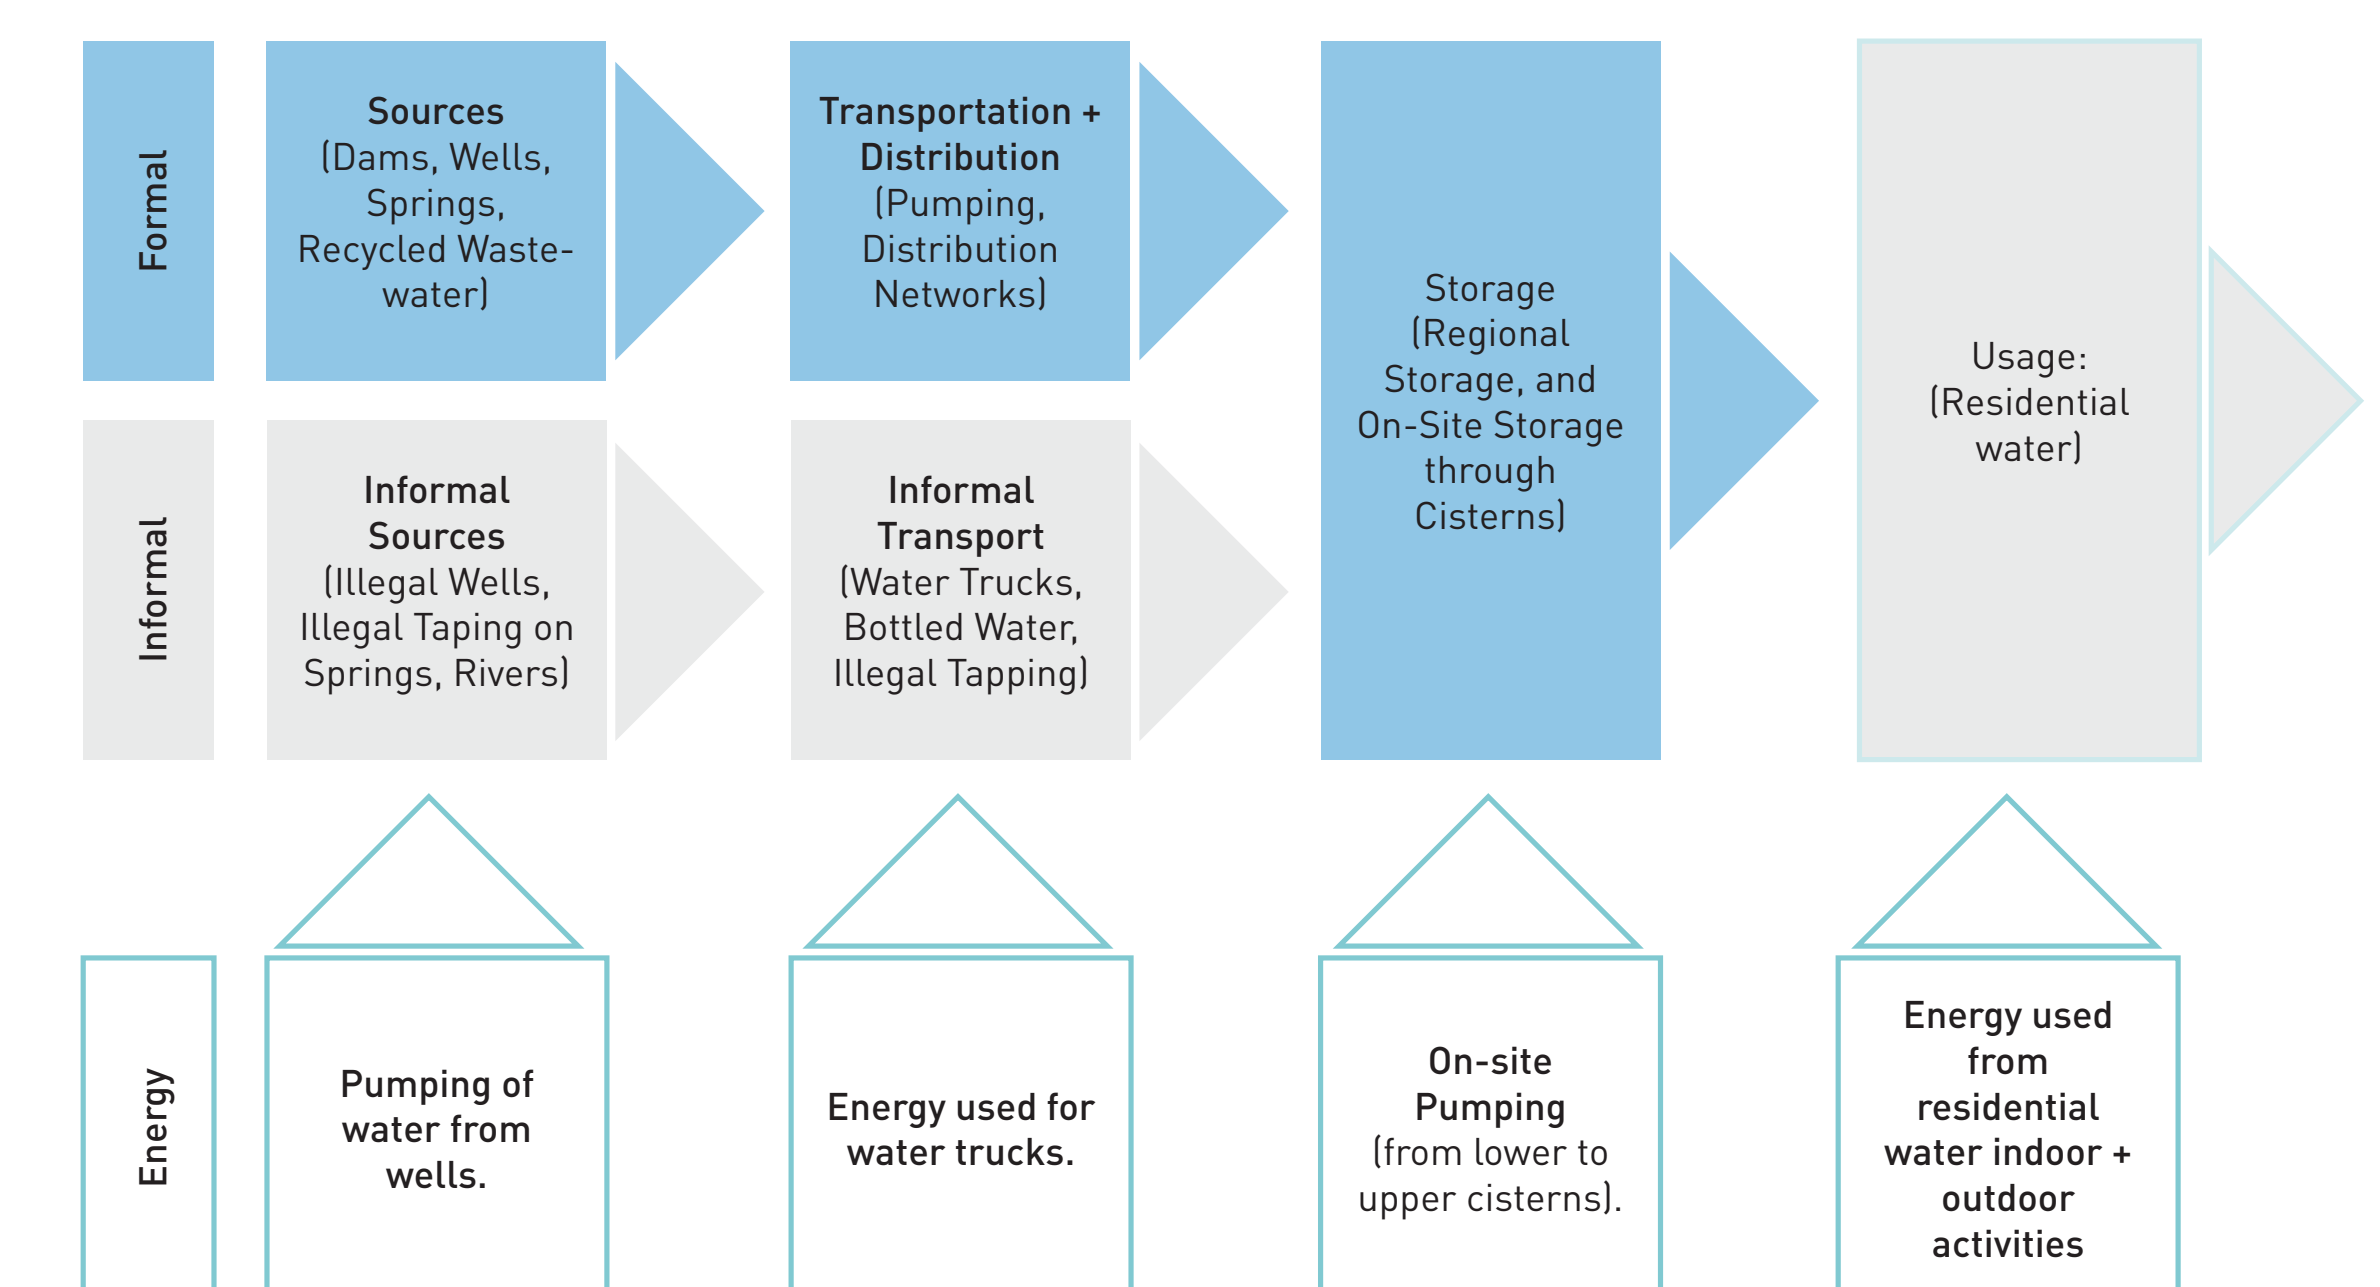 Formal
Sources
(Dams, Wells,
Springs,
Recycled Waste-
water)
Transportation +
Distribution
(Pumping,
Distribution
Networks)
Storage
(Regional
Storage, and
On-Site Storage
through
Cisterns)
Usage:
(Residential
water)
Informal
Informal
Sources
(Illegal Wells,
Illegal Taping on
Springs, Rivers)
Informal
Transport
(Water Trucks,
Bottled Water,
Illegal Tapping)
Energy
Pumping of
water from
wells.
Energy used for
water trucks.
On-site
Pumping
(from lower to
upper cisterns).
Energy used
from
residential
water indoor +
outdoor
activities